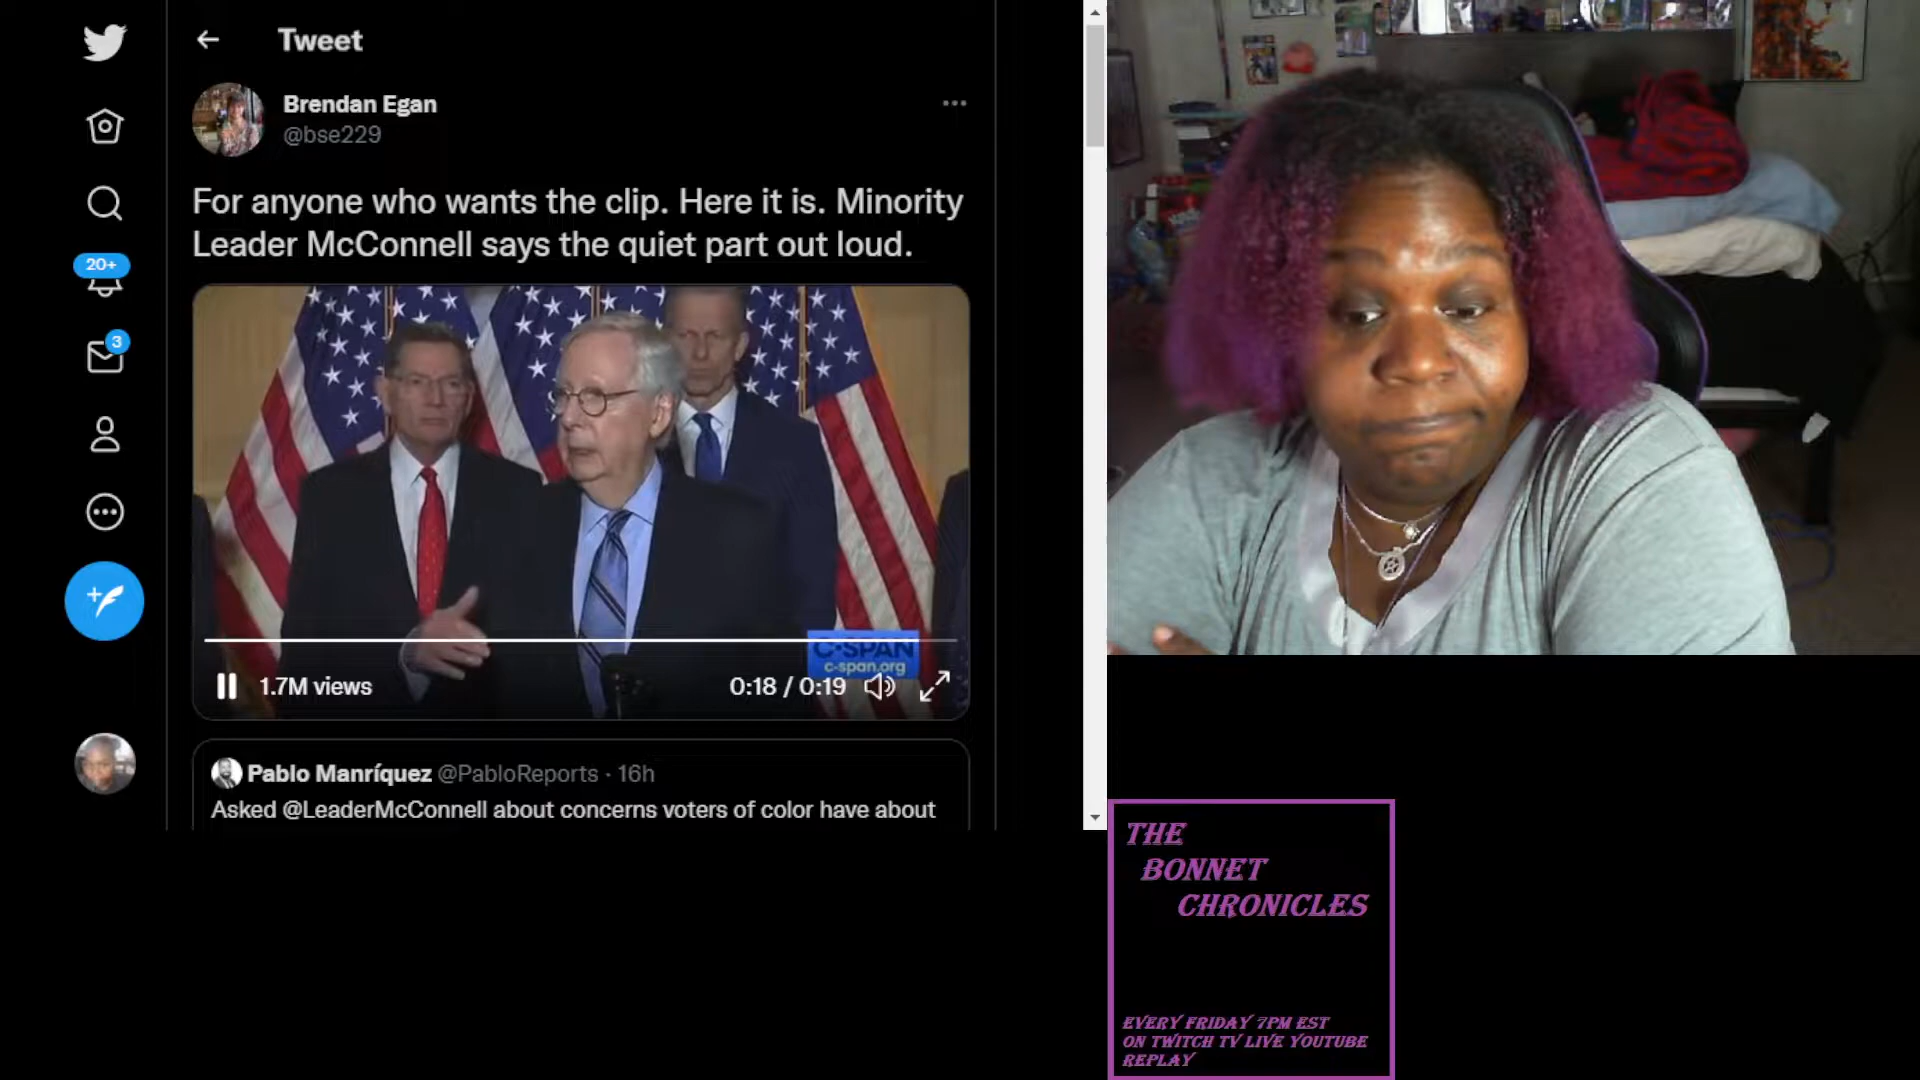 Tweet
Brendan Egan
@bse229
For anyone who wants the clip. Here it is. Minority
Leader McConnell says the quiet part out loud.
20+
3
C-SPAN
c-span.org
1.7M views
0:18 / 0:19
Pablo Manríquez @PabloReports · 16h
Asked @LeaderMcConnell about concerns voters of color have about
THE
BONNET
CHRONICLES
EVERY FRIDAY 7PM EST
ON TWITCH TV LIVE YOUTUBE
REPLAY